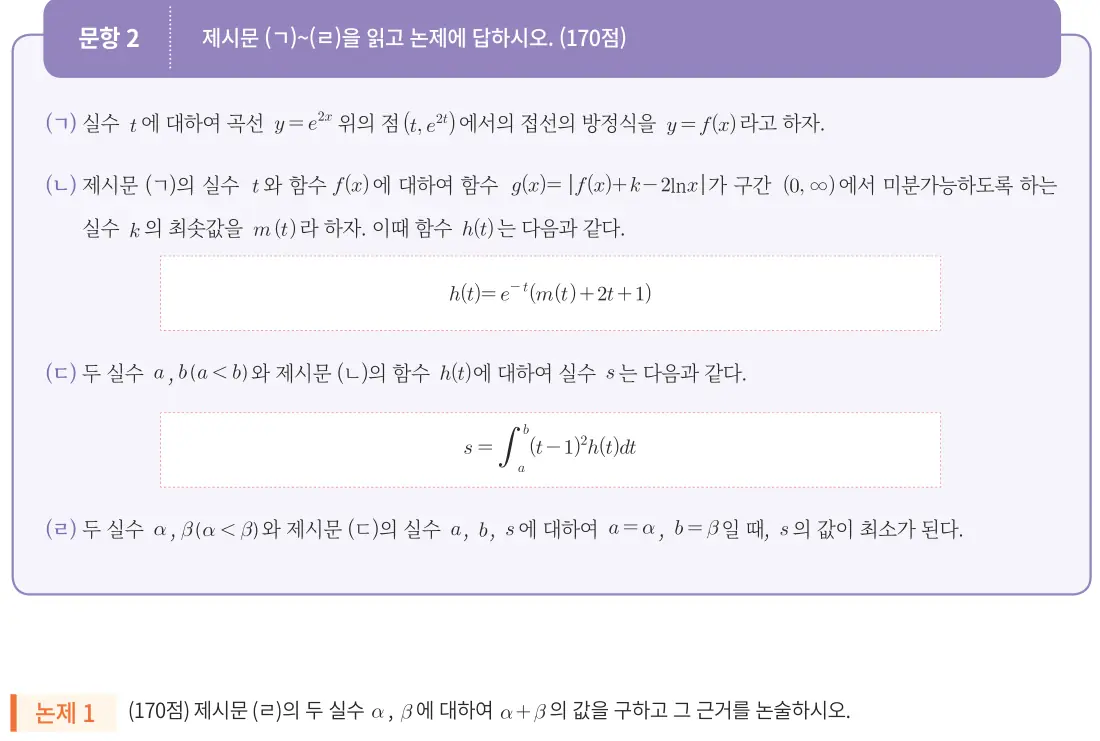 문항 2 제시문 (ㄱ)~(ㄹ)을 읽고 논제에 답하시오. (170점)
(ㄱ) 실수 t에 대하여 곡선 y=e^{2x} 위의 점 (t, e^{2t})에서의 접선의 방정식을 y=f(x)라고 하자.
(ㄴ) 제시문 (ㄱ)의 실수 t와 함수 f(x)에 대하여 함수 g(x)=|f(x)+k-2lnx|가 구간 (0, ∞)에서 미분가능하도록 하는
실수 k의 최솟값을 m(t)라 하자. 이때 함수 h(t)는 다음과 같다.
h(t)=e^{-t}(m(t)+2t+1)
(ㄷ) 두 실수 a, b(a<b)와 제시문 (ㄴ)의 함수 h(t)에 대하여 실수 s는 다음과 같다.
s=∫_a^b (t-1)^2h(t)dt
(ㄹ) 두 실수 α, β(α<β)와 제시문 (ㄷ)의 실수 a, b, s에 대하여 a=α, b=β일 때, s의 값이 최소가 된다.
논제 1 (170점) 제시문 (ㄹ)의 두 실수 α, β에 대하여 α+β의 값을 구하고 그 근거를 논술하시오.